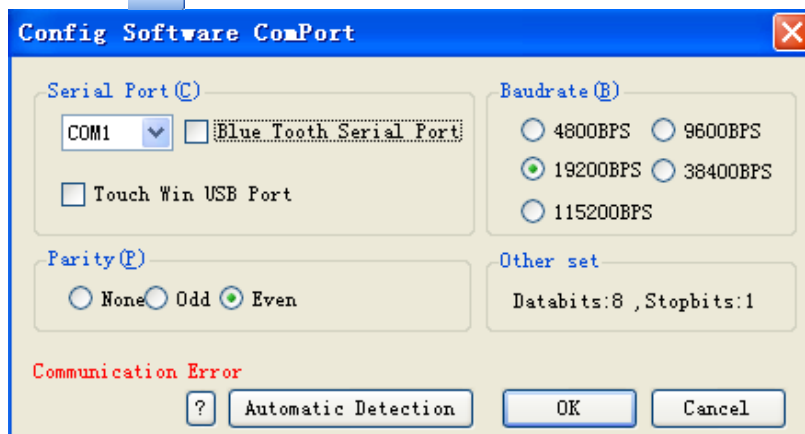 Config Software ComPort
Serial Port(C)
COM1 Blue Tooth Serial Port
Touch Win USB Port
Baudrate(B)
4800BPS 9600BPS
19200BPS 38400BPS
115200BPS
Parity(P)
None Odd Even
Other set
Databits:8 ,Stopbits:1
Communication Error
? Automatic Detection OK Cancel